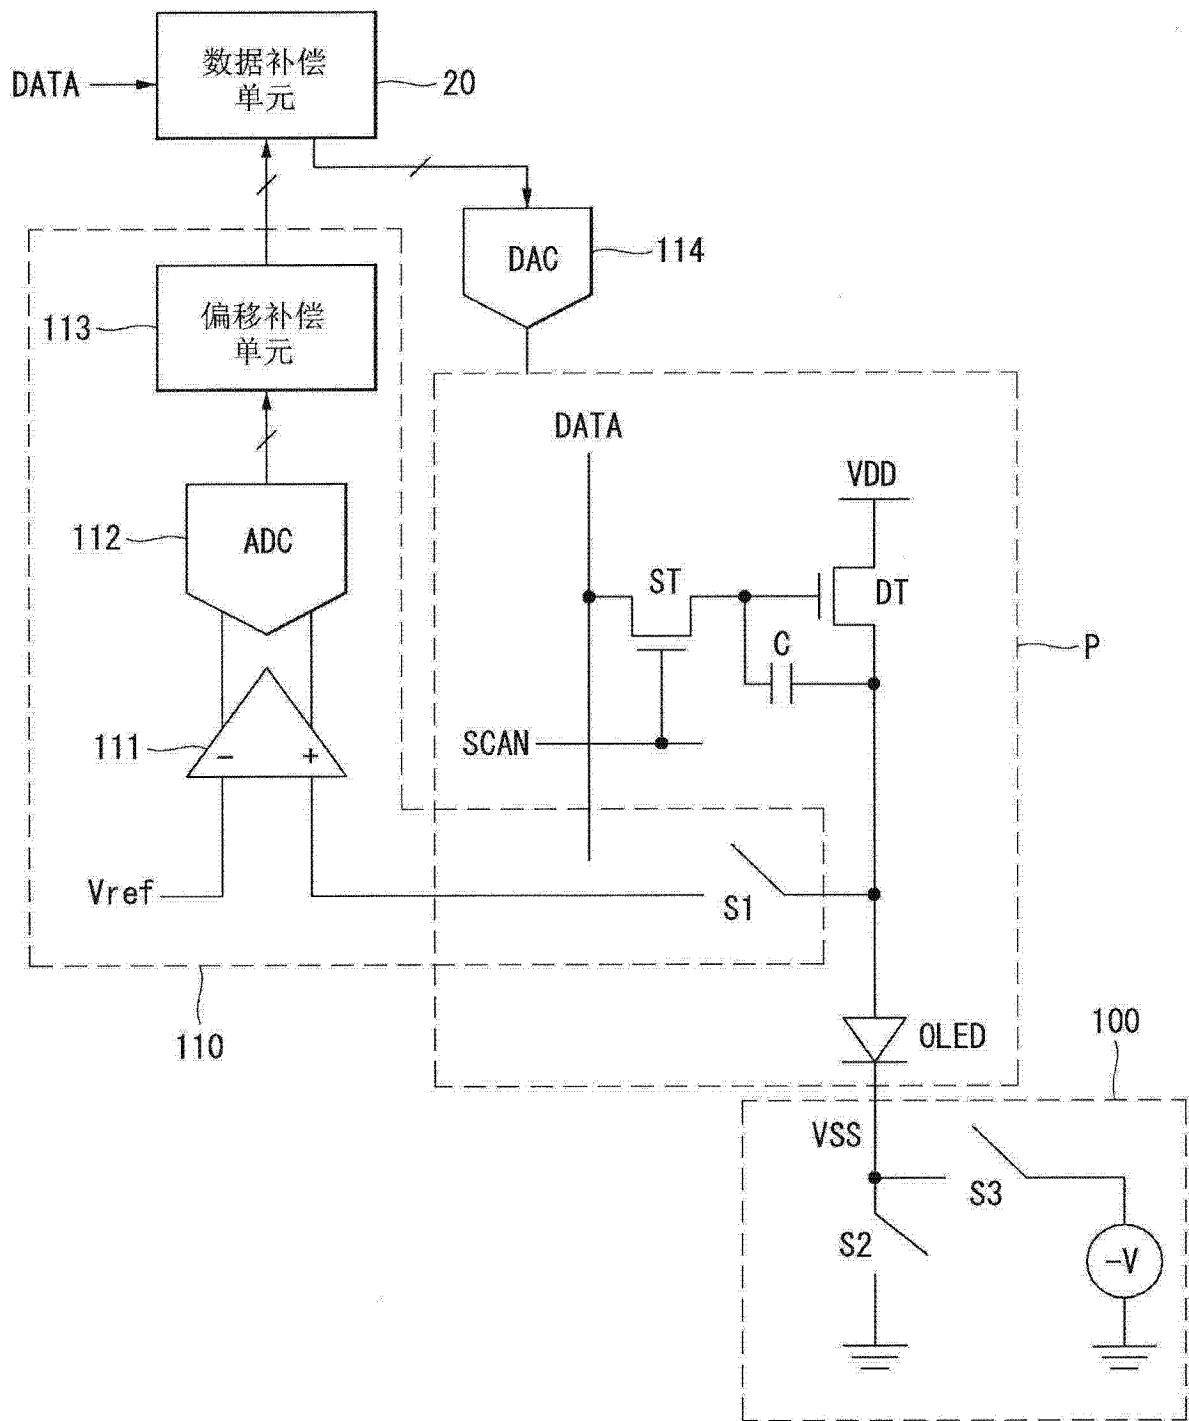 数据补偿
单元
DATA
20
DAC
114
偏移补偿
单元
113
DATA
VDD
ADC
112
ST
DT
C
P
111
-
+
SCAN
Vref
S1
110
OLED
100
VSS
S3
S2
-V